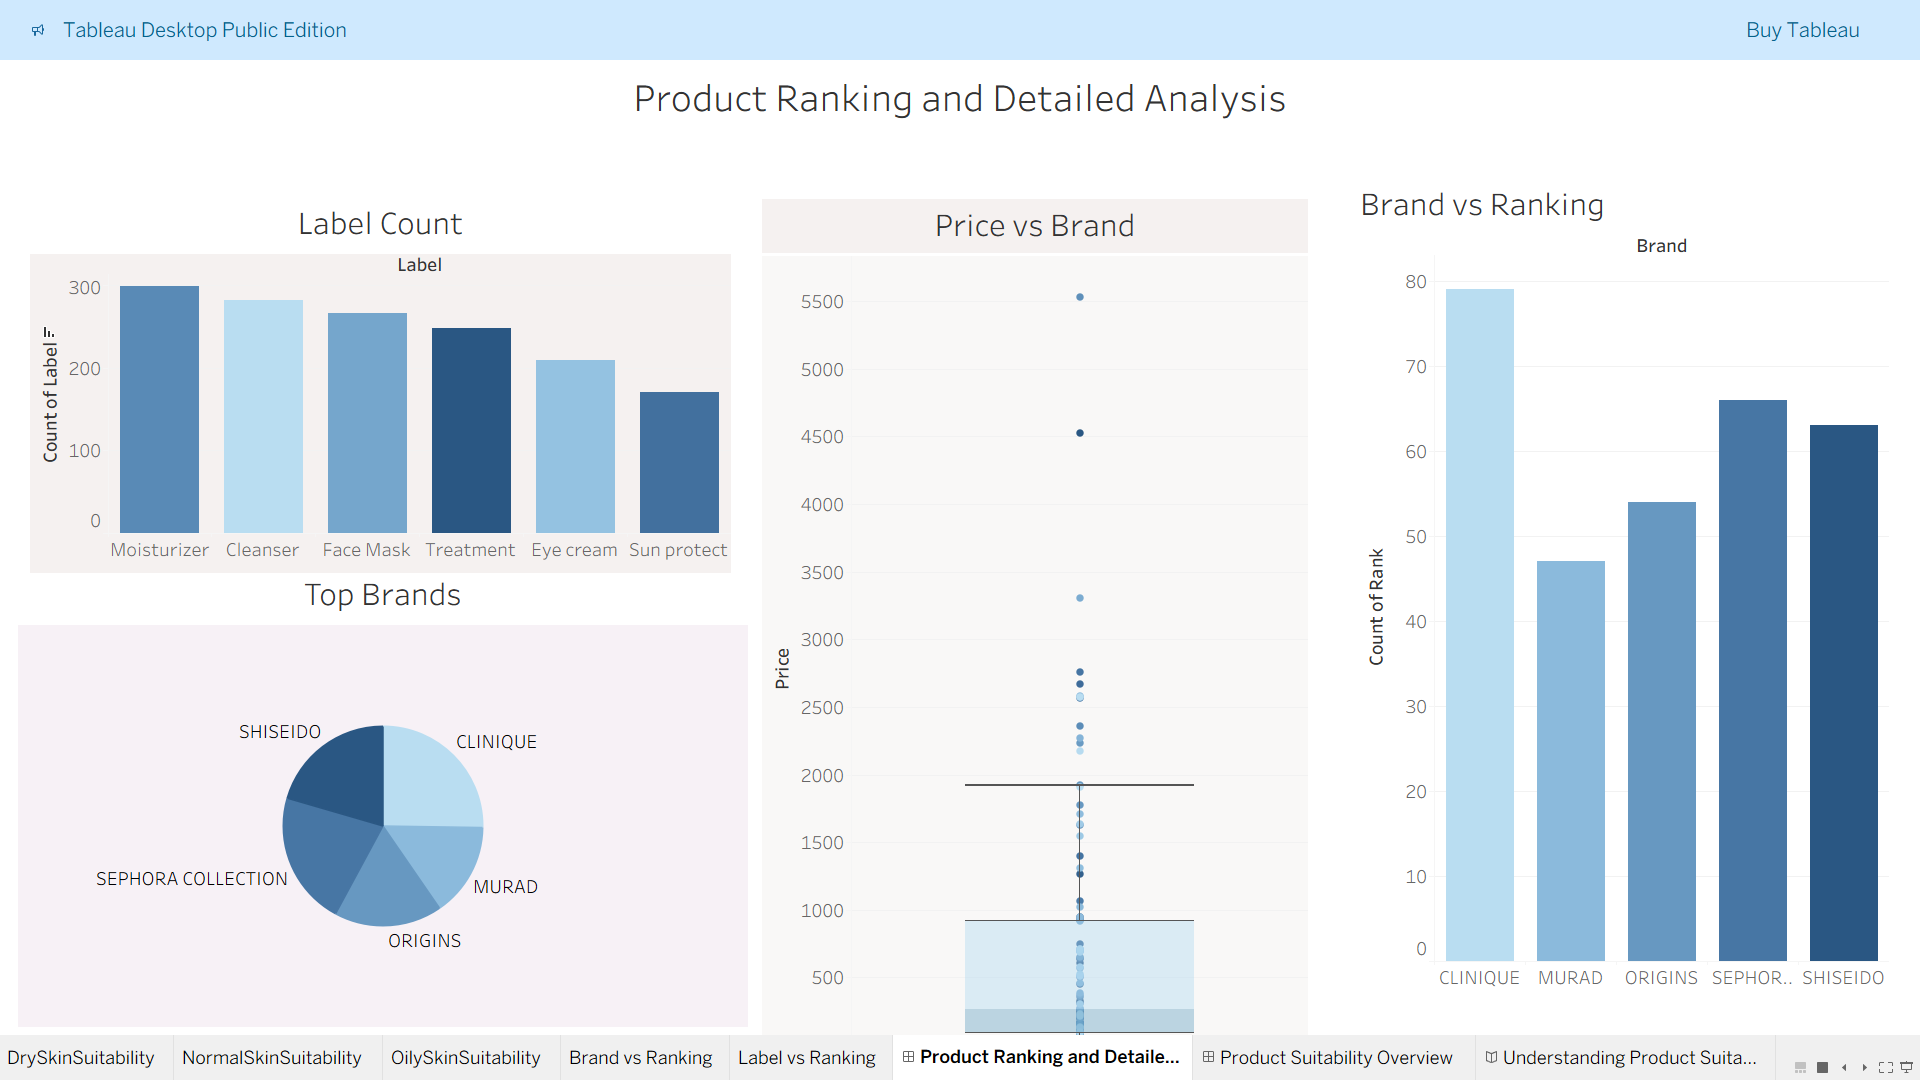 Tableau Desktop Public Edition
Buy Tableau
Product Ranking and Detailed Analysis
Label Count
Label
Count of Label
300
200
100
0
Moisturizer Cleanser Face Mask Treatment Eye cream Sun protect
Top Brands
SHISEIDO
CLINIQUE
SEPHORA COLLECTION
MURAD
ORIGINS
Price vs Brand
Price
5500
5000
4500
4000
3500
3000
2500
2000
1500
1000
500
Brand vs Ranking
Brand
Count of Rank
80
70
60
50
40
30
20
10
0
CLINIQUE MURAD ORIGINS SEPHOR.. SHISEIDO
DrySkinSuitability NormalSkinSuitability OilySkinSuitability Brand vs Ranking Label vs Ranking Product Ranking and Detaile... Product Suitability Overview Understanding Product Suita...